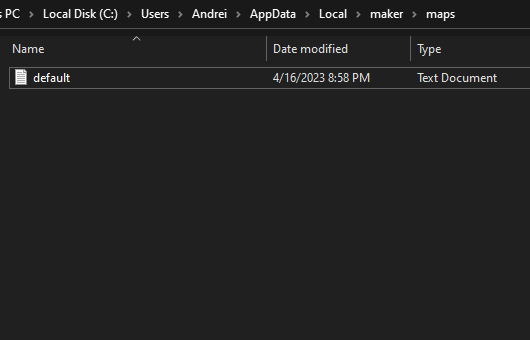 s PC > Local Disk (C:) > Users > Andrei > AppData > Local > maker > maps
Name Date modified Type
default 4/16/2023 8:58 PM Text Document